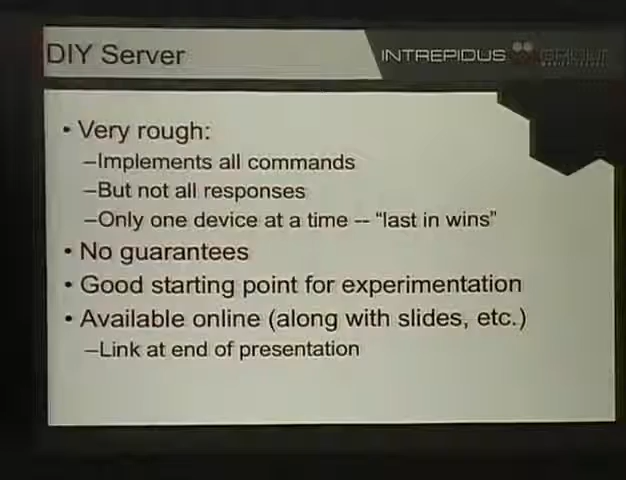 DIY Server
INTREPIDUS GROUP
• Very rough:
–Implements all commands
–But not all responses
–Only one device at a time -- “last in wins”
• No guarantees
• Good starting point for experimentation
• Available online (along with slides, etc.)
–Link at end of presentation